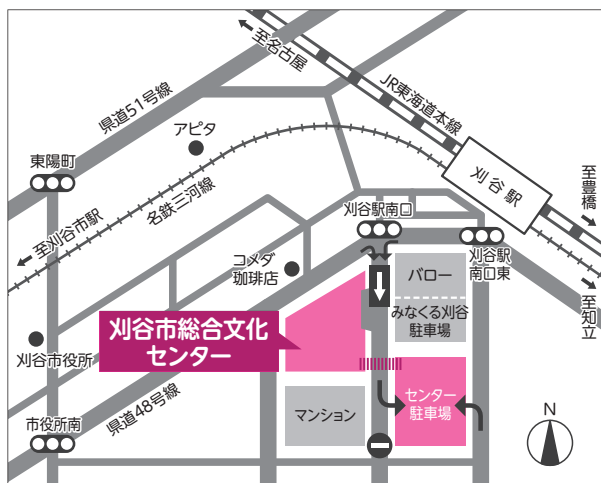 至名古屋
JR東海道本線
県道51号線
アピタ
東陽町
名鉄三河線
至刈谷市駅
刈谷駅
至豊橋
刈谷駅南口
刈谷駅
南口東
至知立
コメダ
珈琲店
バロー
みなくる刈谷
駐車場
刈谷市総合文化
センター
刈谷市役所
県道48号線
センター
駐車場
マンション
市役所南
N